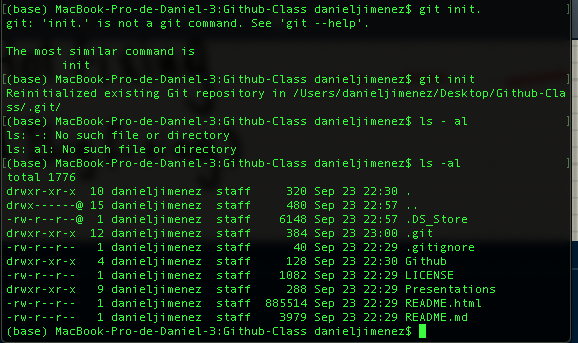 [(base) MacBook-Pro-de-Daniel-3:Github-Class danieljimenez$ git init. ]
git: 'init.' is not a git command. See 'git --help'.
The most similar command is
init
[(base) MacBook-Pro-de-Daniel-3:Github-Class danieljimenez$ git init ]
Reinitialized existing Git repository in /Users/danieljimenez/Desktop/Github-Cla
ss/.git/
[(base) MacBook-Pro-de-Daniel-3:Github-Class danieljimenez$ ls - al ]
ls: -: No such file or directory
ls: al: No such file or directory
[(base) MacBook-Pro-de-Daniel-3:Github-Class danieljimenez$ ls -al ]
total 1776
drwxr-xr-x  10 danieljimenez  staff     320 Sep 23 22:30 .
drwx------@ 15 danieljimenez  staff     480 Sep 23 22:57 ..
-rw-r--r--@  1 danieljimenez  staff    6148 Sep 23 22:57 .DS_Store
drwxr-xr-x  12 danieljimenez  staff     384 Sep 23 23:00 .git
-rw-r--r--   1 danieljimenez  staff      40 Sep 23 22:29 .gitignore
drwxr-xr-x   4 danieljimenez  staff     128 Sep 23 22:30 Github
-rw-r--r--   1 danieljimenez  staff    1082 Sep 23 22:29 LICENSE
drwxr-xr-x   9 danieljimenez  staff     288 Sep 23 22:29 Presentations
-rw-r--r--   1 danieljimenez  staff  885514 Sep 23 22:29 README.html
-rw-r--r--   1 danieljimenez  staff    3979 Sep 23 22:29 README.md
(base) MacBook-Pro-de-Daniel-3:Github-Class danieljimenez$